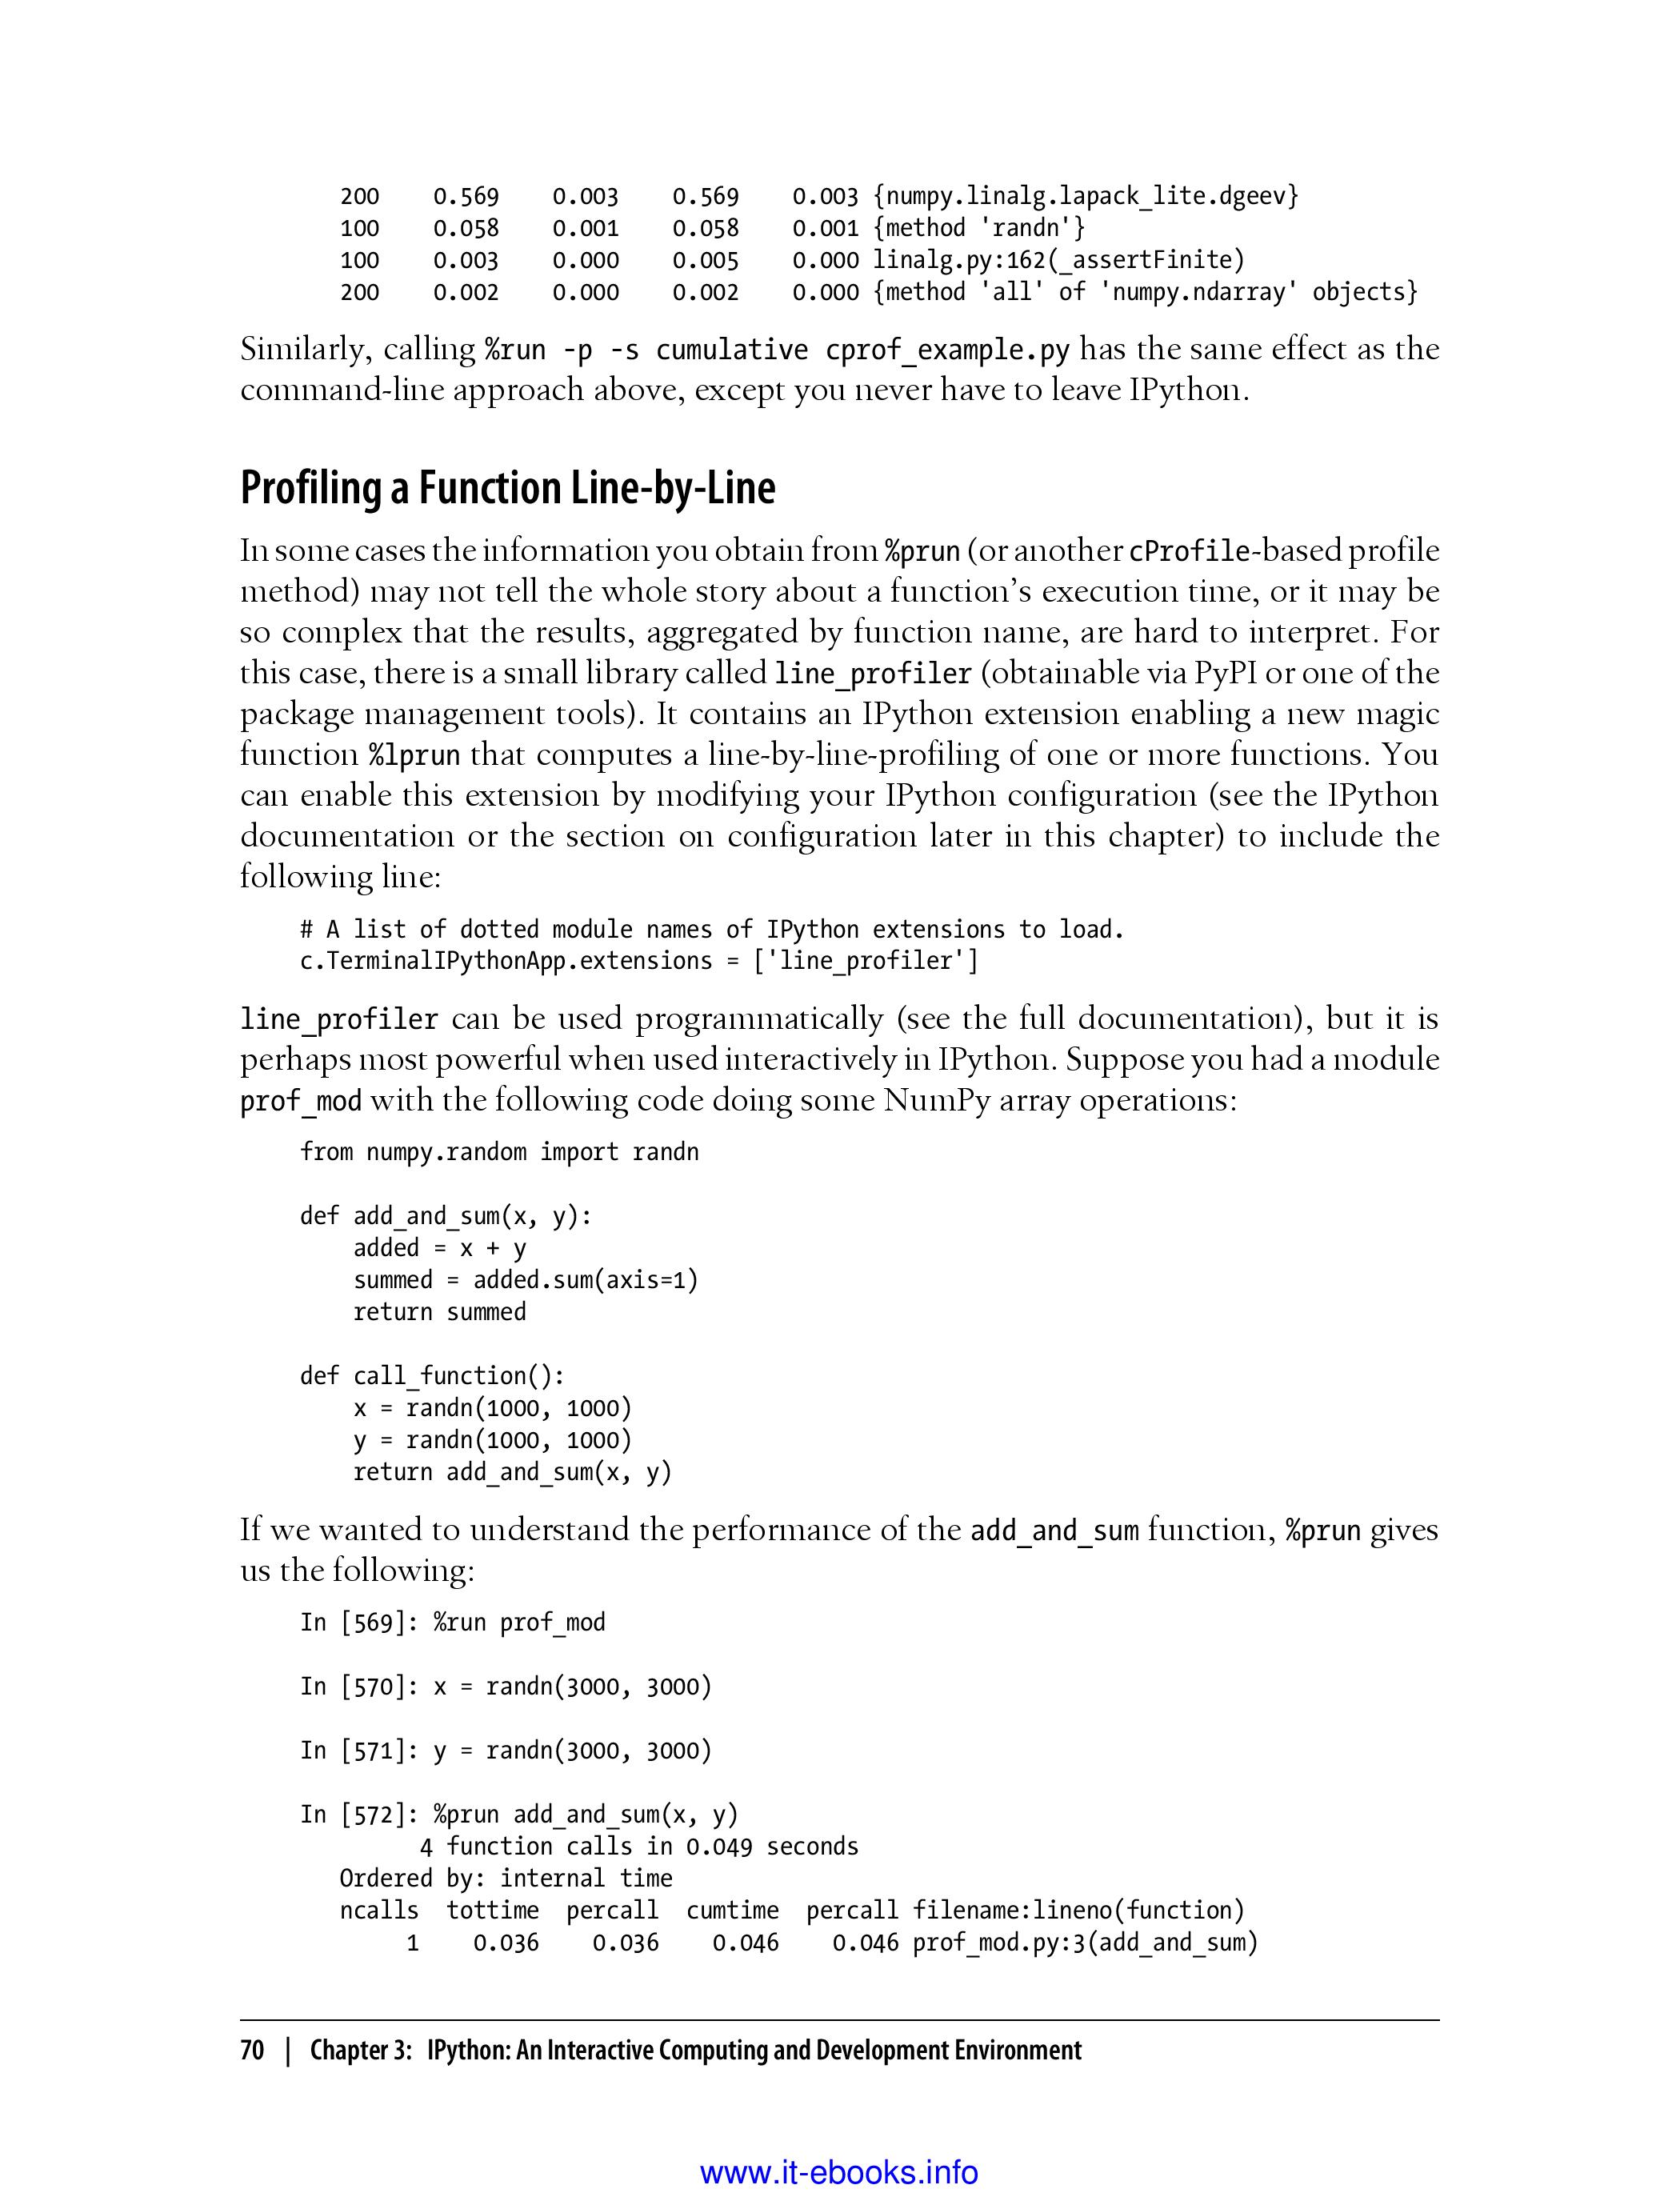 200    0.569    0.003    0.569    0.003 {numpy.linalg.lapack_lite.dgeev}
100    0.058    0.001    0.058    0.001 {method 'randn'}
100    0.003    0.000    0.005    0.000 linalg.py:162(_assertFinite)
200    0.002    0.000    0.002    0.000 {method 'all' of 'numpy.ndarray' objects}
Similarly, calling %run -p -s cumulative cprof_example.py has the same effect as the
command-line approach above, except you never have to leave IPython.
Profiling a Function Line-by-Line
In some cases the information you obtain from %prun (or another cProfile-based profile
method) may not tell the whole story about a function’s execution time, or it may be
so complex that the results, aggregated by function name, are hard to interpret. For
this case, there is a small library called line_profiler (obtainable via PyPI or one of the
package management tools). It contains an IPython extension enabling a new magic
function %lprun that computes a line-by-line-profiling of one or more functions. You
can enable this extension by modifying your IPython configuration (see the IPython
documentation or the section on configuration later in this chapter) to include the
following line:
# A list of dotted module names of IPython extensions to load.
c.TerminalIPythonApp.extensions = ['line_profiler']
line_profiler can be used programmatically (see the full documentation), but it is
perhaps most powerful when used interactively in IPython. Suppose you had a module
prof_mod with the following code doing some NumPy array operations:
from numpy.random import randn
def add_and_sum(x, y):
    added = x + y
    summed = added.sum(axis=1)
    return summed
def call_function():
    x = randn(1000, 1000)
    y = randn(1000, 1000)
    return add_and_sum(x, y)
If we wanted to understand the performance of the add_and_sum function, %prun gives
us the following:
In [569]: %run prof_mod
In [570]: x = randn(3000, 3000)
In [571]: y = randn(3000, 3000)
In [572]: %prun add_and_sum(x, y)
         4 function calls in 0.049 seconds
   Ordered by: internal time
   ncalls  tottime  percall  cumtime  percall filename:lineno(function)
        1    0.036    0.036    0.046    0.046 prof_mod.py:3(add_and_sum)
70 | Chapter 3: IPython: An Interactive Computing and Development Environment
www.it-ebooks.info